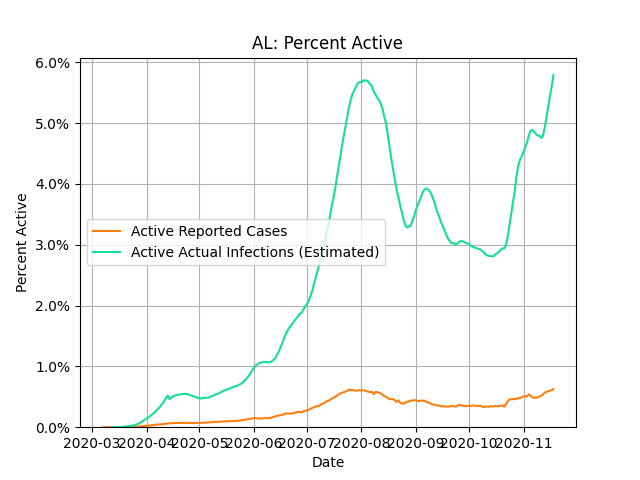 AL: Percent Active
6.0%
5.0%
4.0%
3.0%
2.0%
1.0%
0.0%
Percent Active
Active Reported Cases
Active Actual Infections (Estimated)
2020-03 2020-04 2020-05 2020-06 2020-07 2020-08 2020-09 2020-10 2020-11
Date